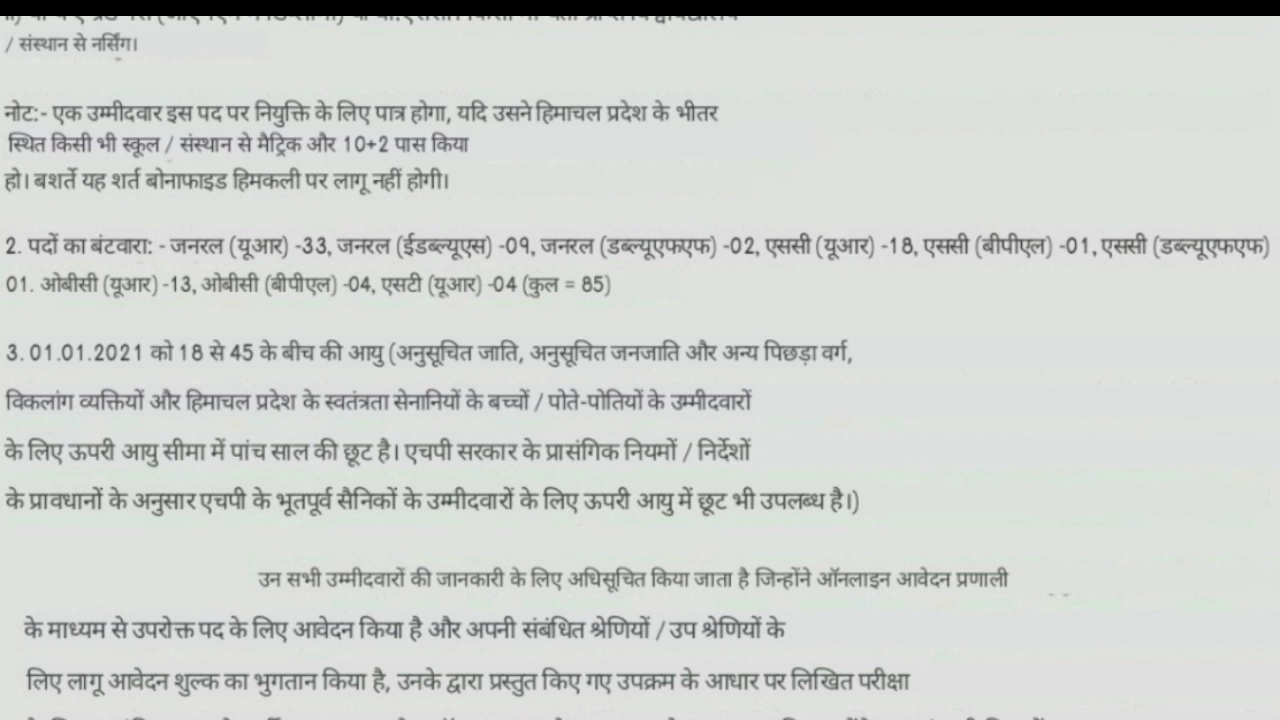 / संस्थान से नर्सिंग।
नोट:- एक उम्मीदवार इस पद पर नियुक्ति के लिए पात्र होगा, यदि उसने हिमाचल प्रदेश के भीतर
स्थित किसी भी स्कूल / संस्थान से मैट्रिक और 10+2 पास किया
हो। बशर्ते यह शर्त बोनाफाइड हिमकली पर लागू नहीं होगी।
2. पदों का बंटवारा: - जनरल (यूआर) -33, जनरल (ईडब्ल्यूएस) -09, जनरल (डब्ल्यूएफएफ) -02, एससी (यूआर) -18, एससी (बीपीएल) -01, एससी (डब्ल्यूएफएफ)
01. ओबीसी (यूआर) -13, ओबीसी (बीपीएल) -04, एसटी (यूआर) -04 (कुल = 85)
3. 01.01.2021 को 18 से 45 के बीच की आयु (अनुसूचित जाति, अनुसूचित जनजाति और अन्य पिछड़ा वर्ग,
विकलांग व्यक्तियों और हिमाचल प्रदेश के स्वतंत्रता सेनानियों के बच्चों / पोते-पोतियों के उम्मीदवारों
के लिए ऊपरी आयु सीमा में पांच साल की छूट है। एचपी सरकार के प्रासंगिक नियमों / निर्देशों
के प्रावधानों के अनुसार एचपी के भूतपूर्व सैनिकों के उम्मीदवारों के लिए ऊपरी आयु में छूट भी उपलब्ध है।)
उन सभी उम्मीदवारों की जानकारी के लिए अधिसूचित किया जाता है जिन्होंने ऑनलाइन आवेदन प्रणाली
के माध्यम से उपरोक्त पद के लिए आवेदन किया है और अपनी संबंधित श्रेणियों / उप श्रेणियों के
लिए लागू आवेदन शुल्क का भुगतान किया है, उनके द्वारा प्रस्तुत किए गए उपक्रम के आधार पर लिखित परीक्षा